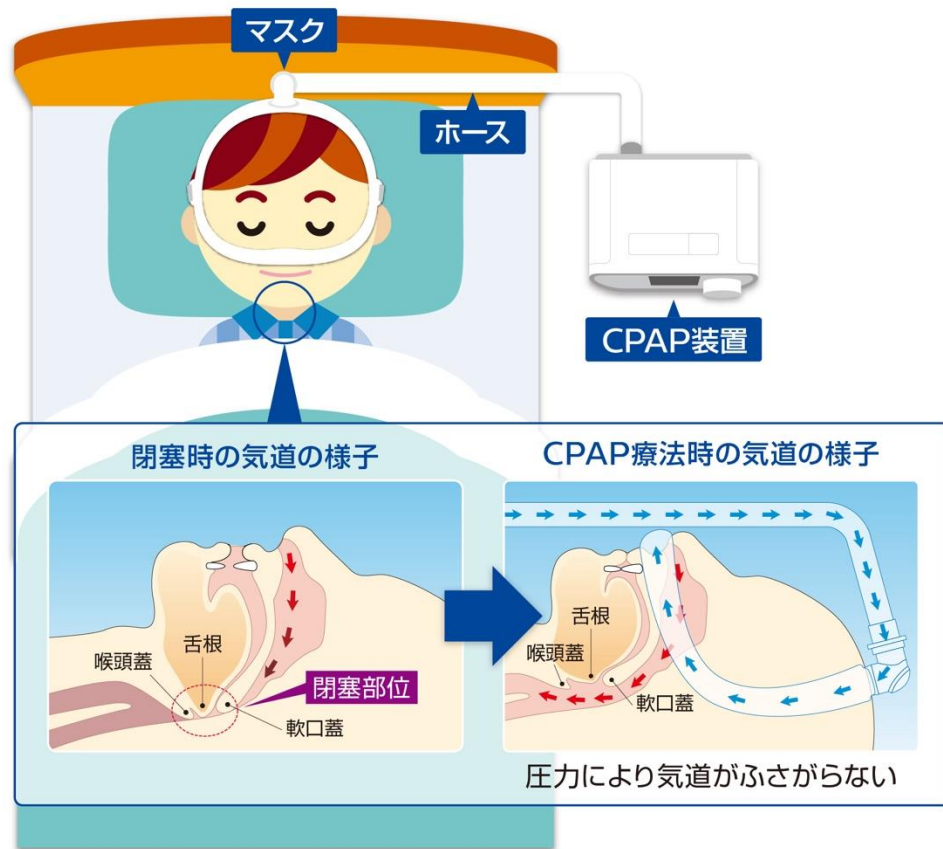 マスク
ホース
CPAP装置
閉塞時の気道の様子
舌根
喉頭蓋
閉塞部位
軟口蓋
CPAP療法時の気道の様子
舌根
喉頭蓋
軟口蓋
圧力により気道がふさがらない